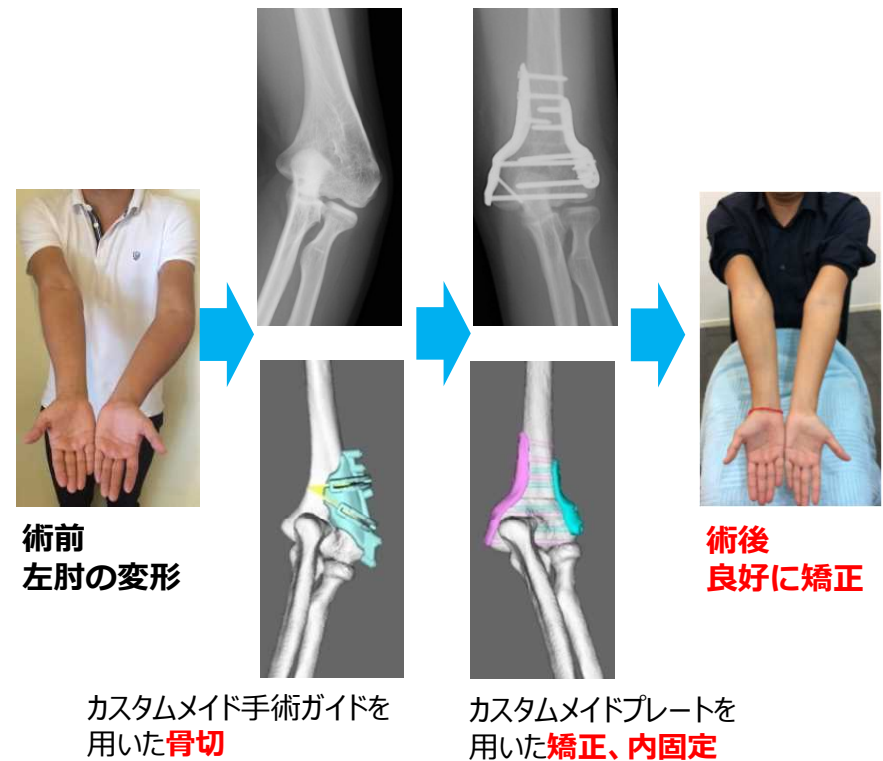 術前
左肘の変形
カスタムメイド手術ガイドを
用いた骨切
カスタムメイドプレートを
用いた矯正、内固定
術後
良好に矯正